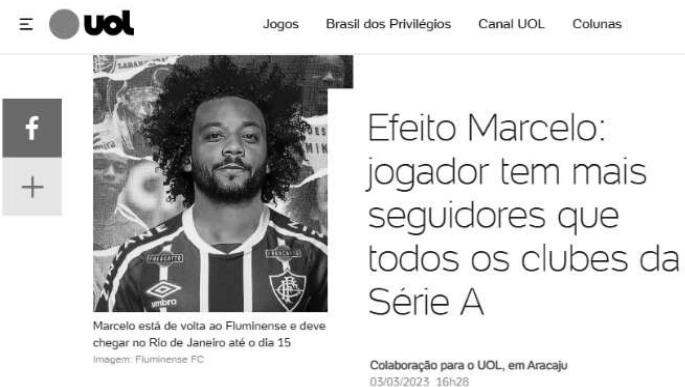 uol
Jogos Brasil dos Privilégios Canal UOL Colunas
f
+
FRESCATTO
umbro
Marcelo está de volta ao Fluminense e deve
chegar no Rio de Janeiro até o dia 15
Imagem: Fluminense FC
Efeito Marcelo:
jogador tem mais
seguidores que
todos os clubes da
Série A
Colaboração para o UOL, em Aracaju
03/03/2023 16h28